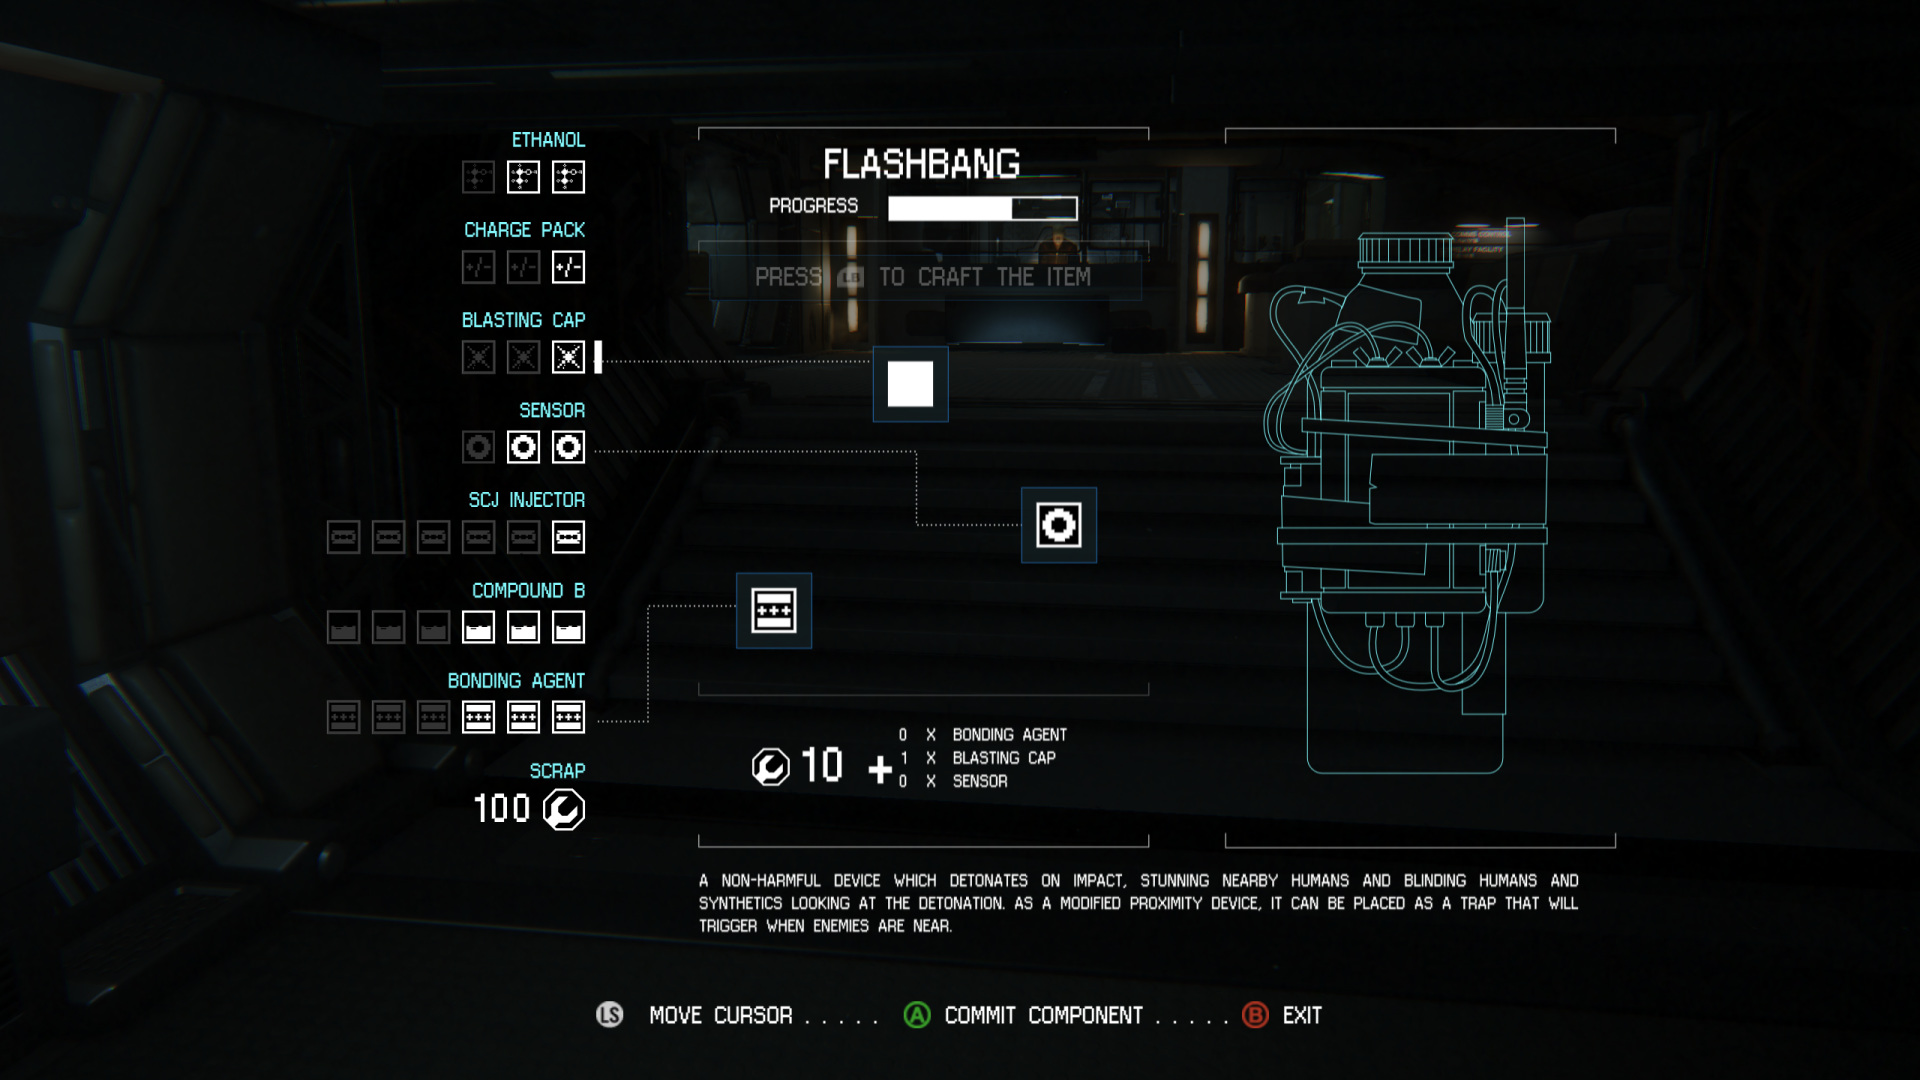 ETHANOL
CHARGE PACK
BLASTING CAP
SENSOR
SCJ INJECTOR
COMPOUND B
BONDING AGENT
SCRAP
100
FLASHBANG
PROGRESS
PRESS LB TO CRAFT THE ITEM
10 +
0 X BONDING AGENT
1 X BLASTING CAP
0 X SENSOR
A NON-HARMFUL DEVICE WHICH DETONATES ON IMPACT, STUNNING NEARBY HUMANS AND BLINDING HUMANS AND
SYNTHETICS LOOKING AT THE DETONATION. AS A MODIFIED PROXIMITY DEVICE, IT CAN BE PLACED AS A TRAP THAT WILL
TRIGGER WHEN ENEMIES ARE NEAR.
LS MOVE CURSOR ..... A COMMIT COMPONENT ..... B EXIT